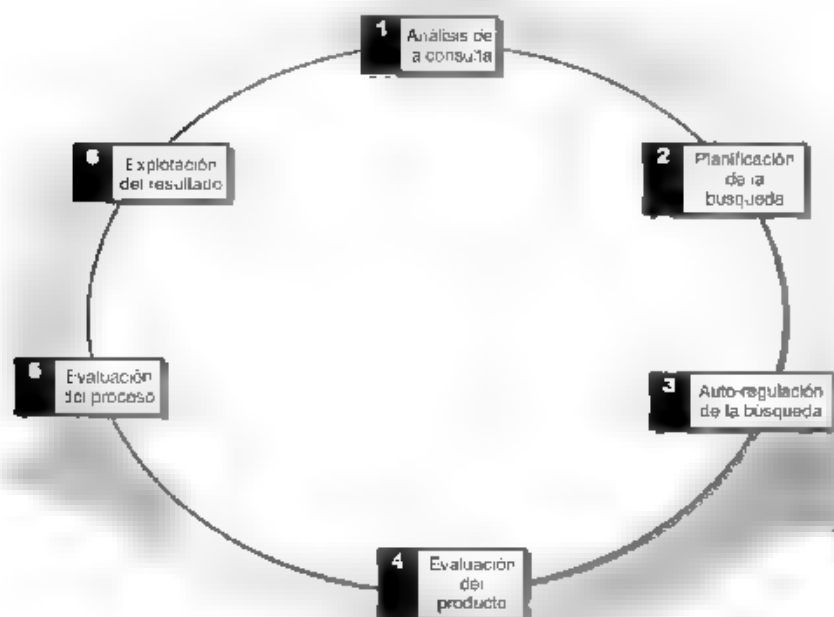 1
Análisis de
la consulta
2
Planificación
de la
busqueda
3
Auto-regulación
de la búsqueda
4
Evaluación
del
producto
5
Evaluación
del proceso
6
Explotación
del resultado